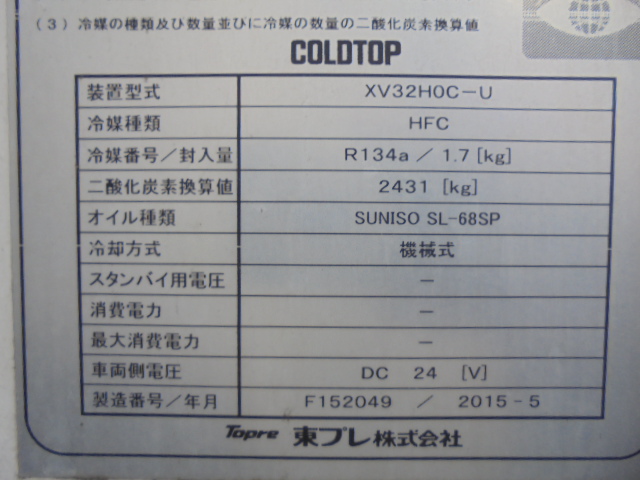 (3) 冷媒の種類及び数量並びに冷媒の数量の二酸化炭素換算値
COLDTOP
装置型式 XV32H0C-U
冷媒種類 HFC
冷媒番号/封入量 R134a / 1.7 [kg]
二酸化炭素換算値 2431 [kg]
オイル種類 SUNISO SL-68SP
冷却方式 機械式
スタンバイ用電圧 -
消費電力 -
最大消費電力 -
車両側電圧 DC 24 [V]
製造番号/年月 F152049 / 2015-5
Topre 東プレ株式会社